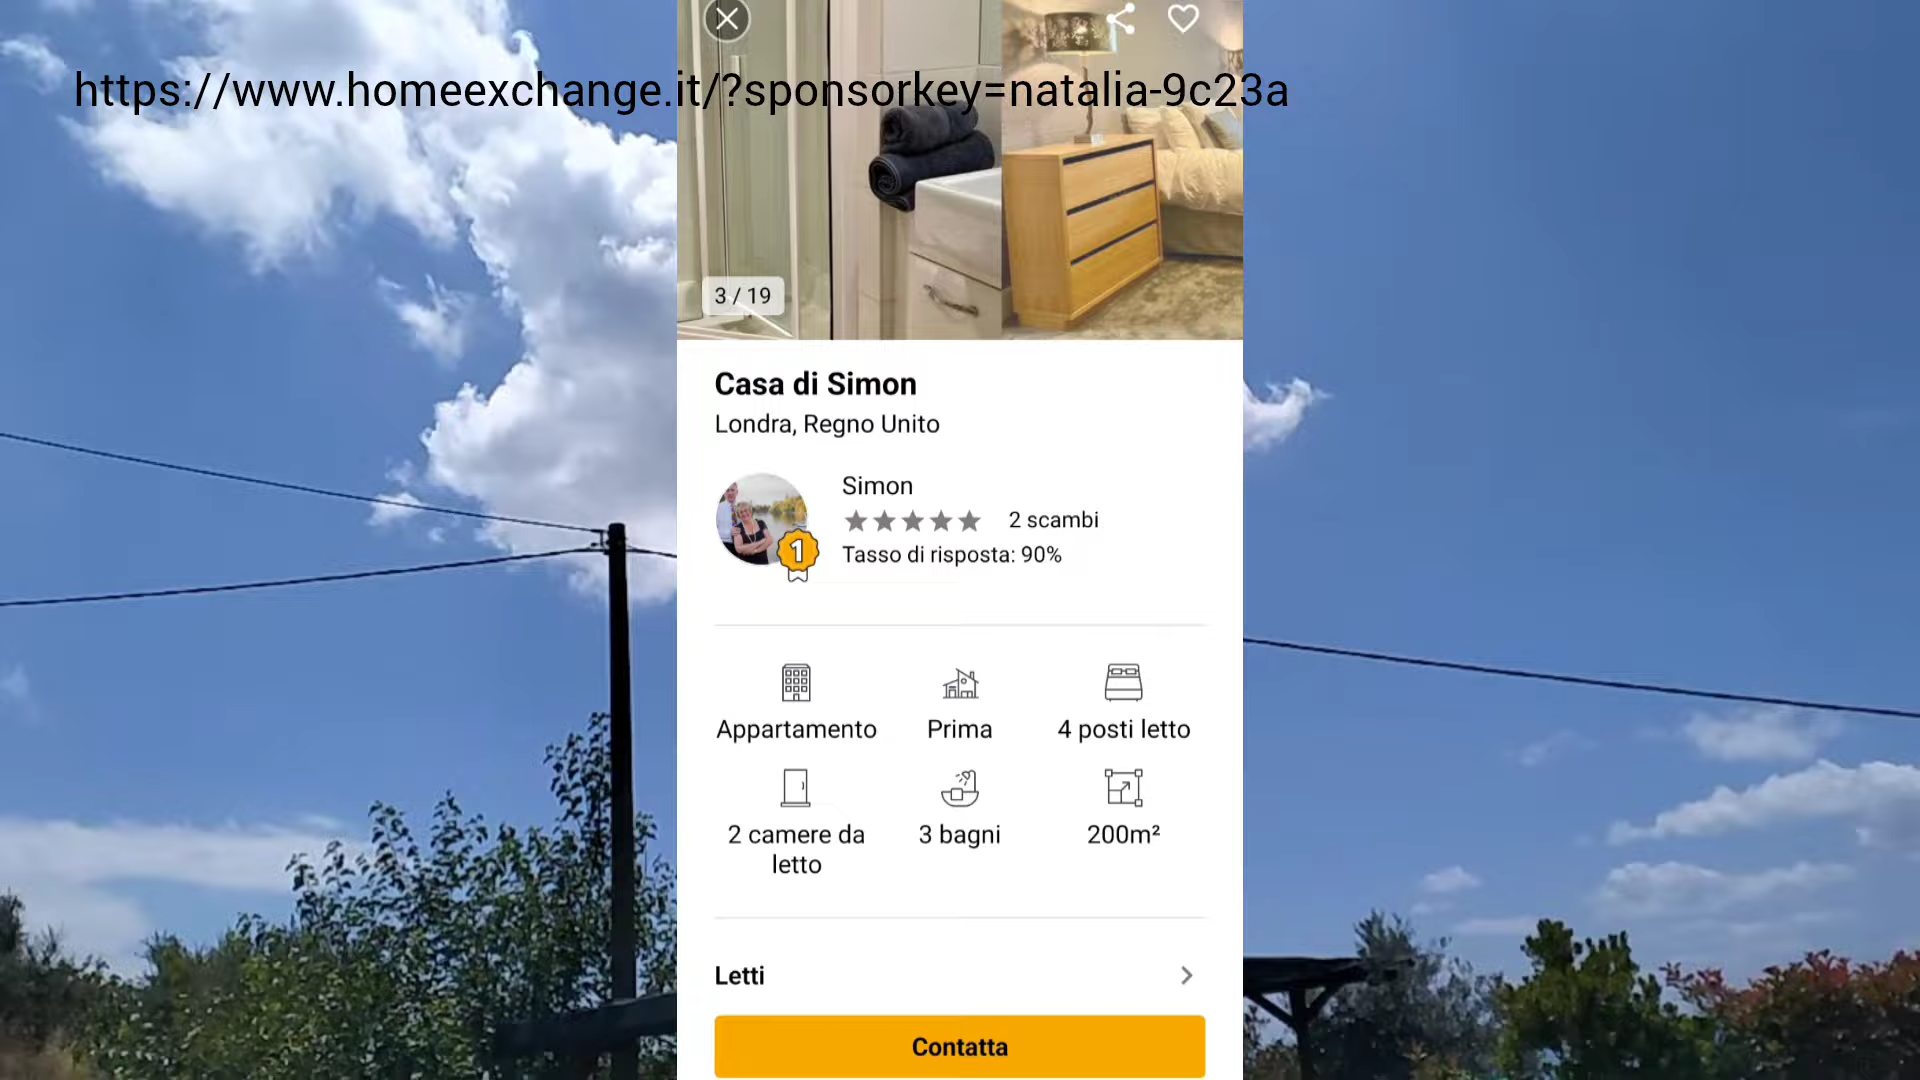 https://www.homeexchange.it/?sponsorkey=natalia-9c23a
3 / 19
Casa di Simon
Londra, Regno Unito
Simon
2 scambi
Tasso di risposta: 90%
1
Appartamento
Prima
4 posti letto
2 camere da
letto
3 bagni
200m²
Letti
Contatta